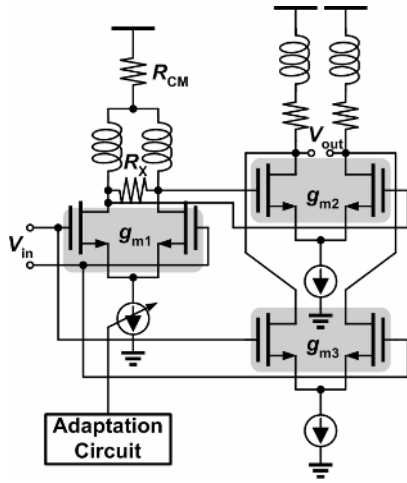 R_CM
V_out
R_X
g_m2
V_in
g_m1
g_m3
Adaptation
Circuit